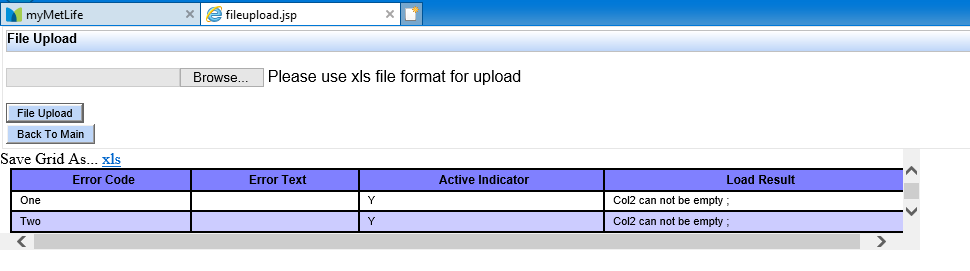 myMetLife fileupload.jsp
File Upload
Browse... Please use xls file format for upload
File Upload
Back To Main
Save Grid As... xls
Error Code Error Text Active Indicator Load Result
One Y Col2 can not be empty ;
Two Y Col2 can not be empty ;